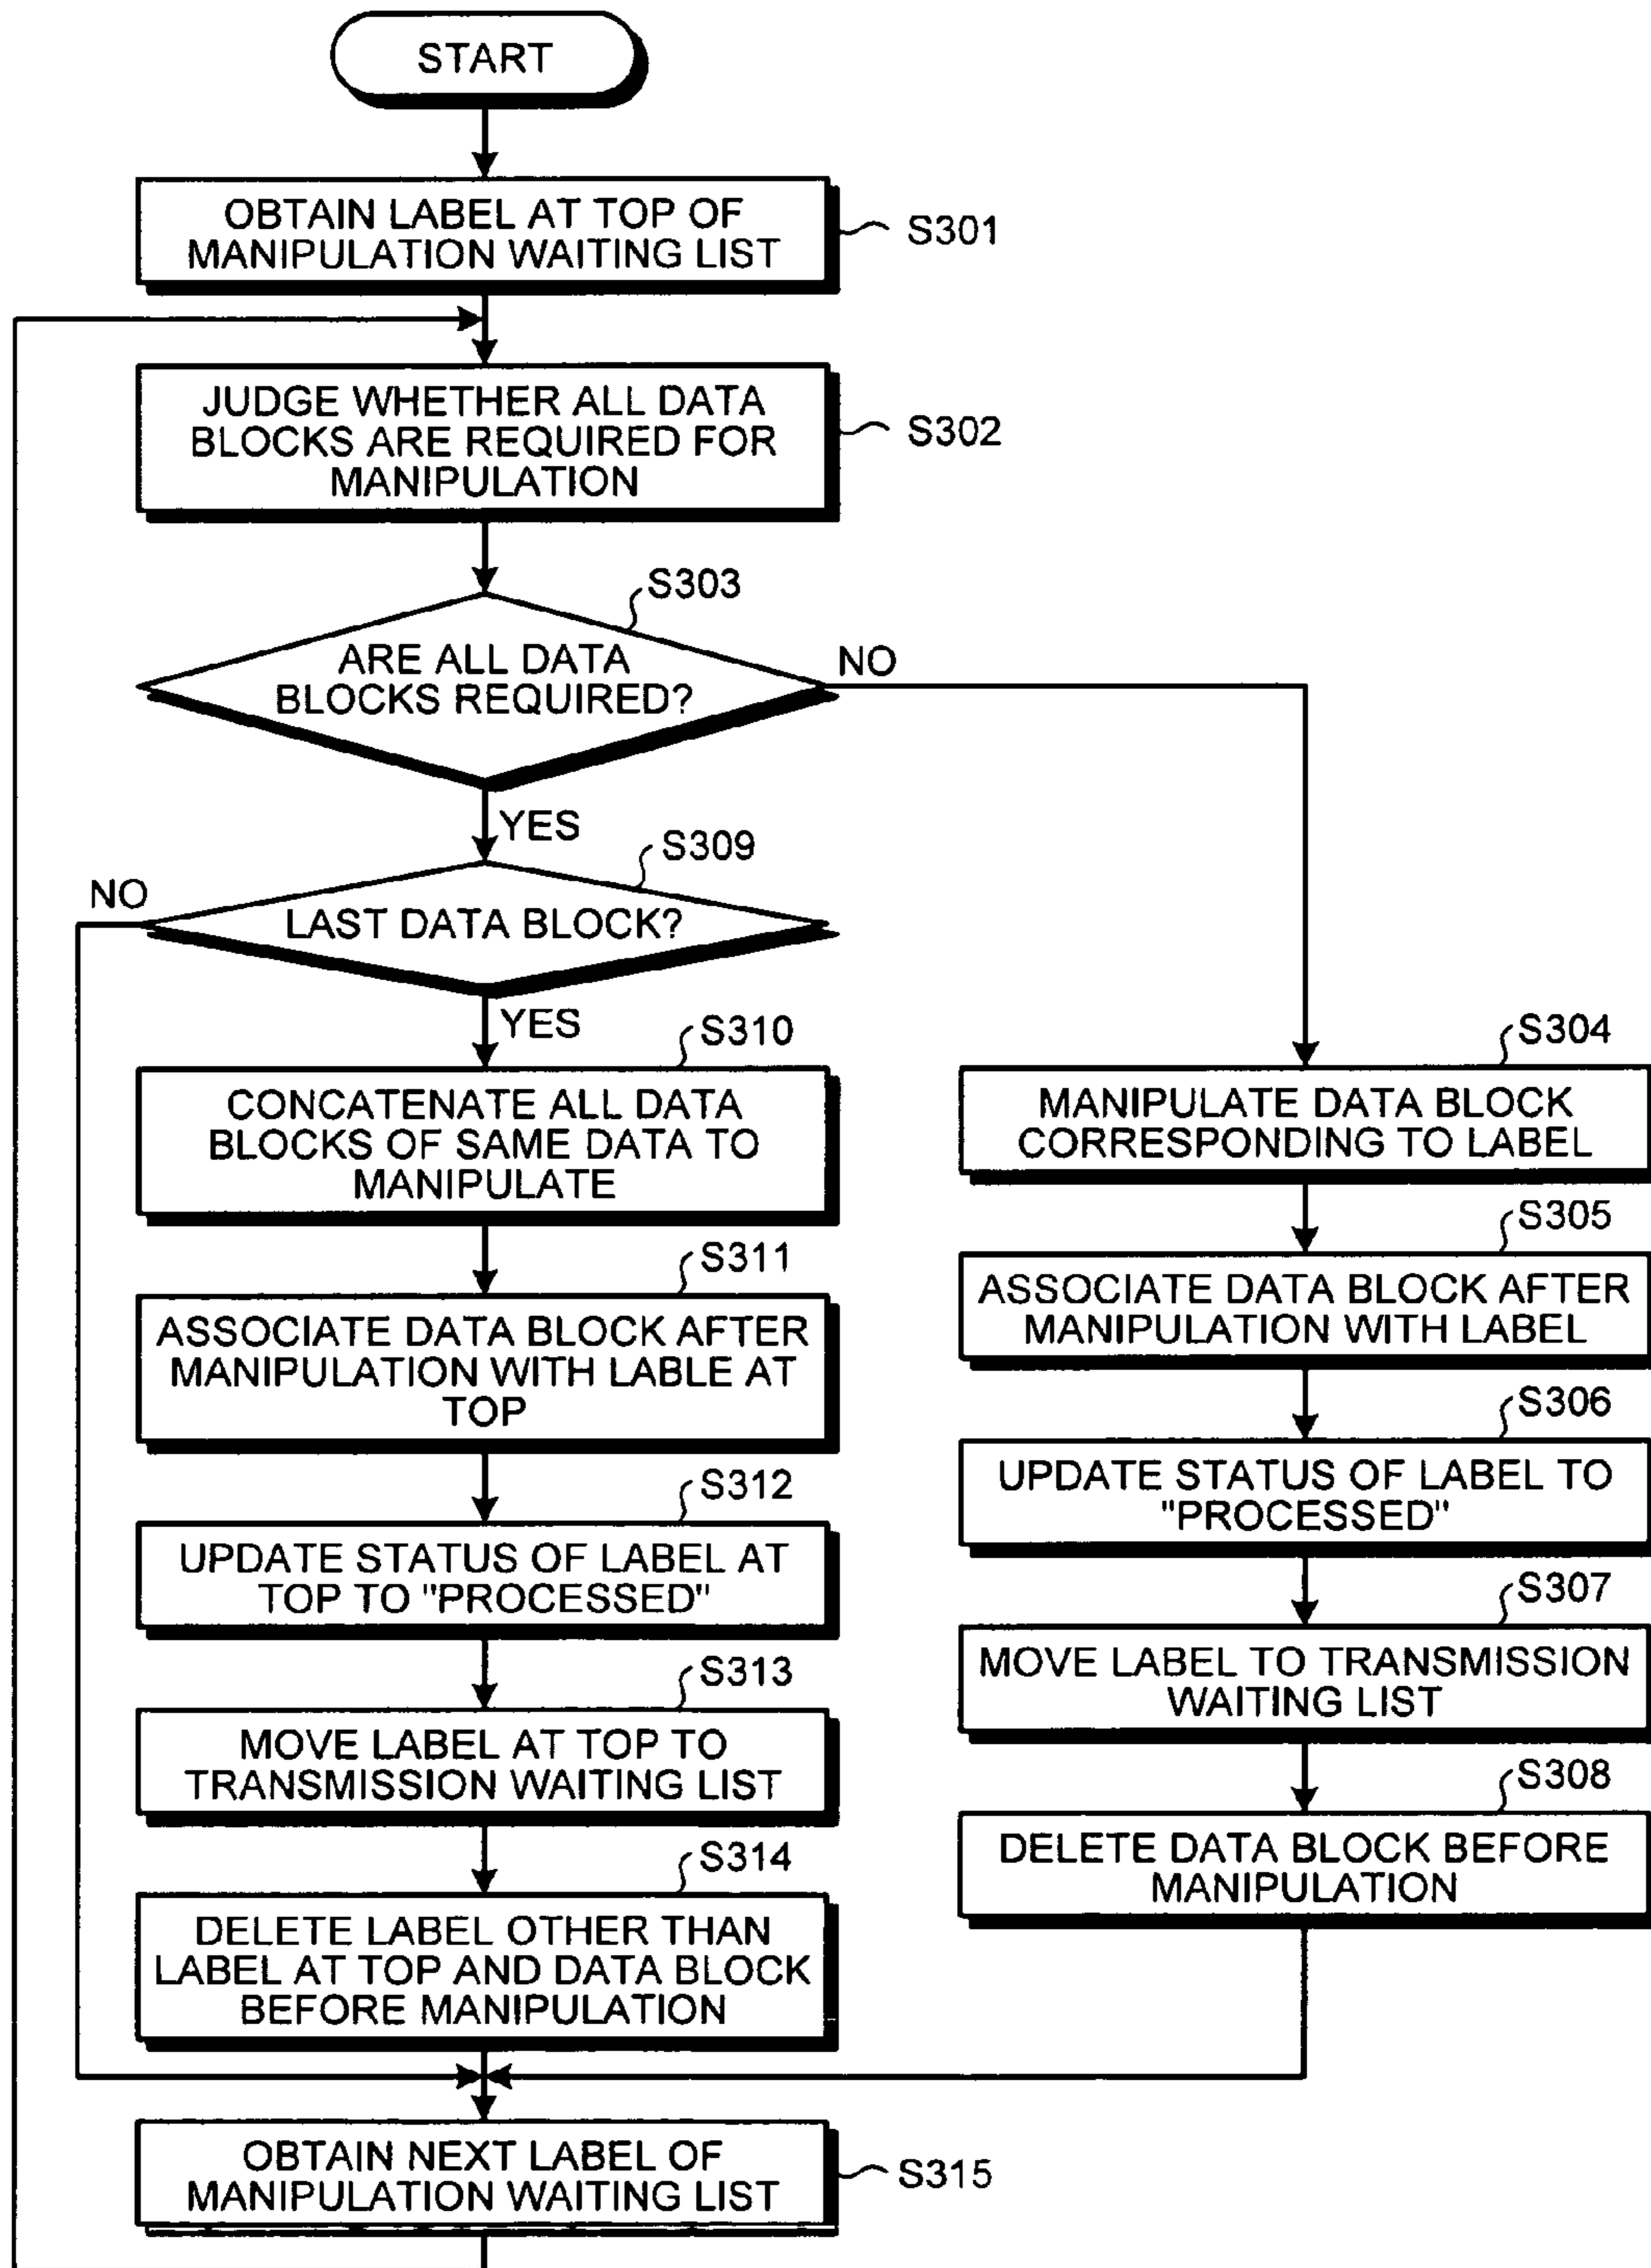 START
OBTAIN LABEL AT TOP OF
MANIPULATION WAITING LIST
S301
JUDGE WHETHER ALL DATA
BLOCKS ARE REQUIRED FOR
MANIPULATION
S302
S303
ARE ALL DATA
BLOCKS REQUIRED?
NO
YES
S309
NO
LAST DATA BLOCK?
YES
S310
CONCATENATE ALL DATA
BLOCKS OF SAME DATA TO
MANIPULATE
S311
ASSOCIATE DATA BLOCK AFTER
MANIPULATION WITH LABLE AT
TOP
S312
UPDATE STATUS OF LABEL AT
TOP TO "PROCESSED"
S313
MOVE LABEL AT TOP TO
TRANSMISSION WAITING LIST
S314
DELETE LABEL OTHER THAN
LABEL AT TOP AND DATA BLOCK
BEFORE MANIPULATION
S304
MANIPULATE DATA BLOCK
CORRESPONDING TO LABEL
S305
ASSOCIATE DATA BLOCK AFTER
MANIPULATION WITH LABEL
S306
UPDATE STATUS OF LABEL TO
"PROCESSED"
S307
MOVE LABEL TO TRANSMISSION
WAITING LIST
S308
DELETE DATA BLOCK BEFORE
MANIPULATION
OBTAIN NEXT LABEL OF
MANIPULATION WAITING LIST
S315